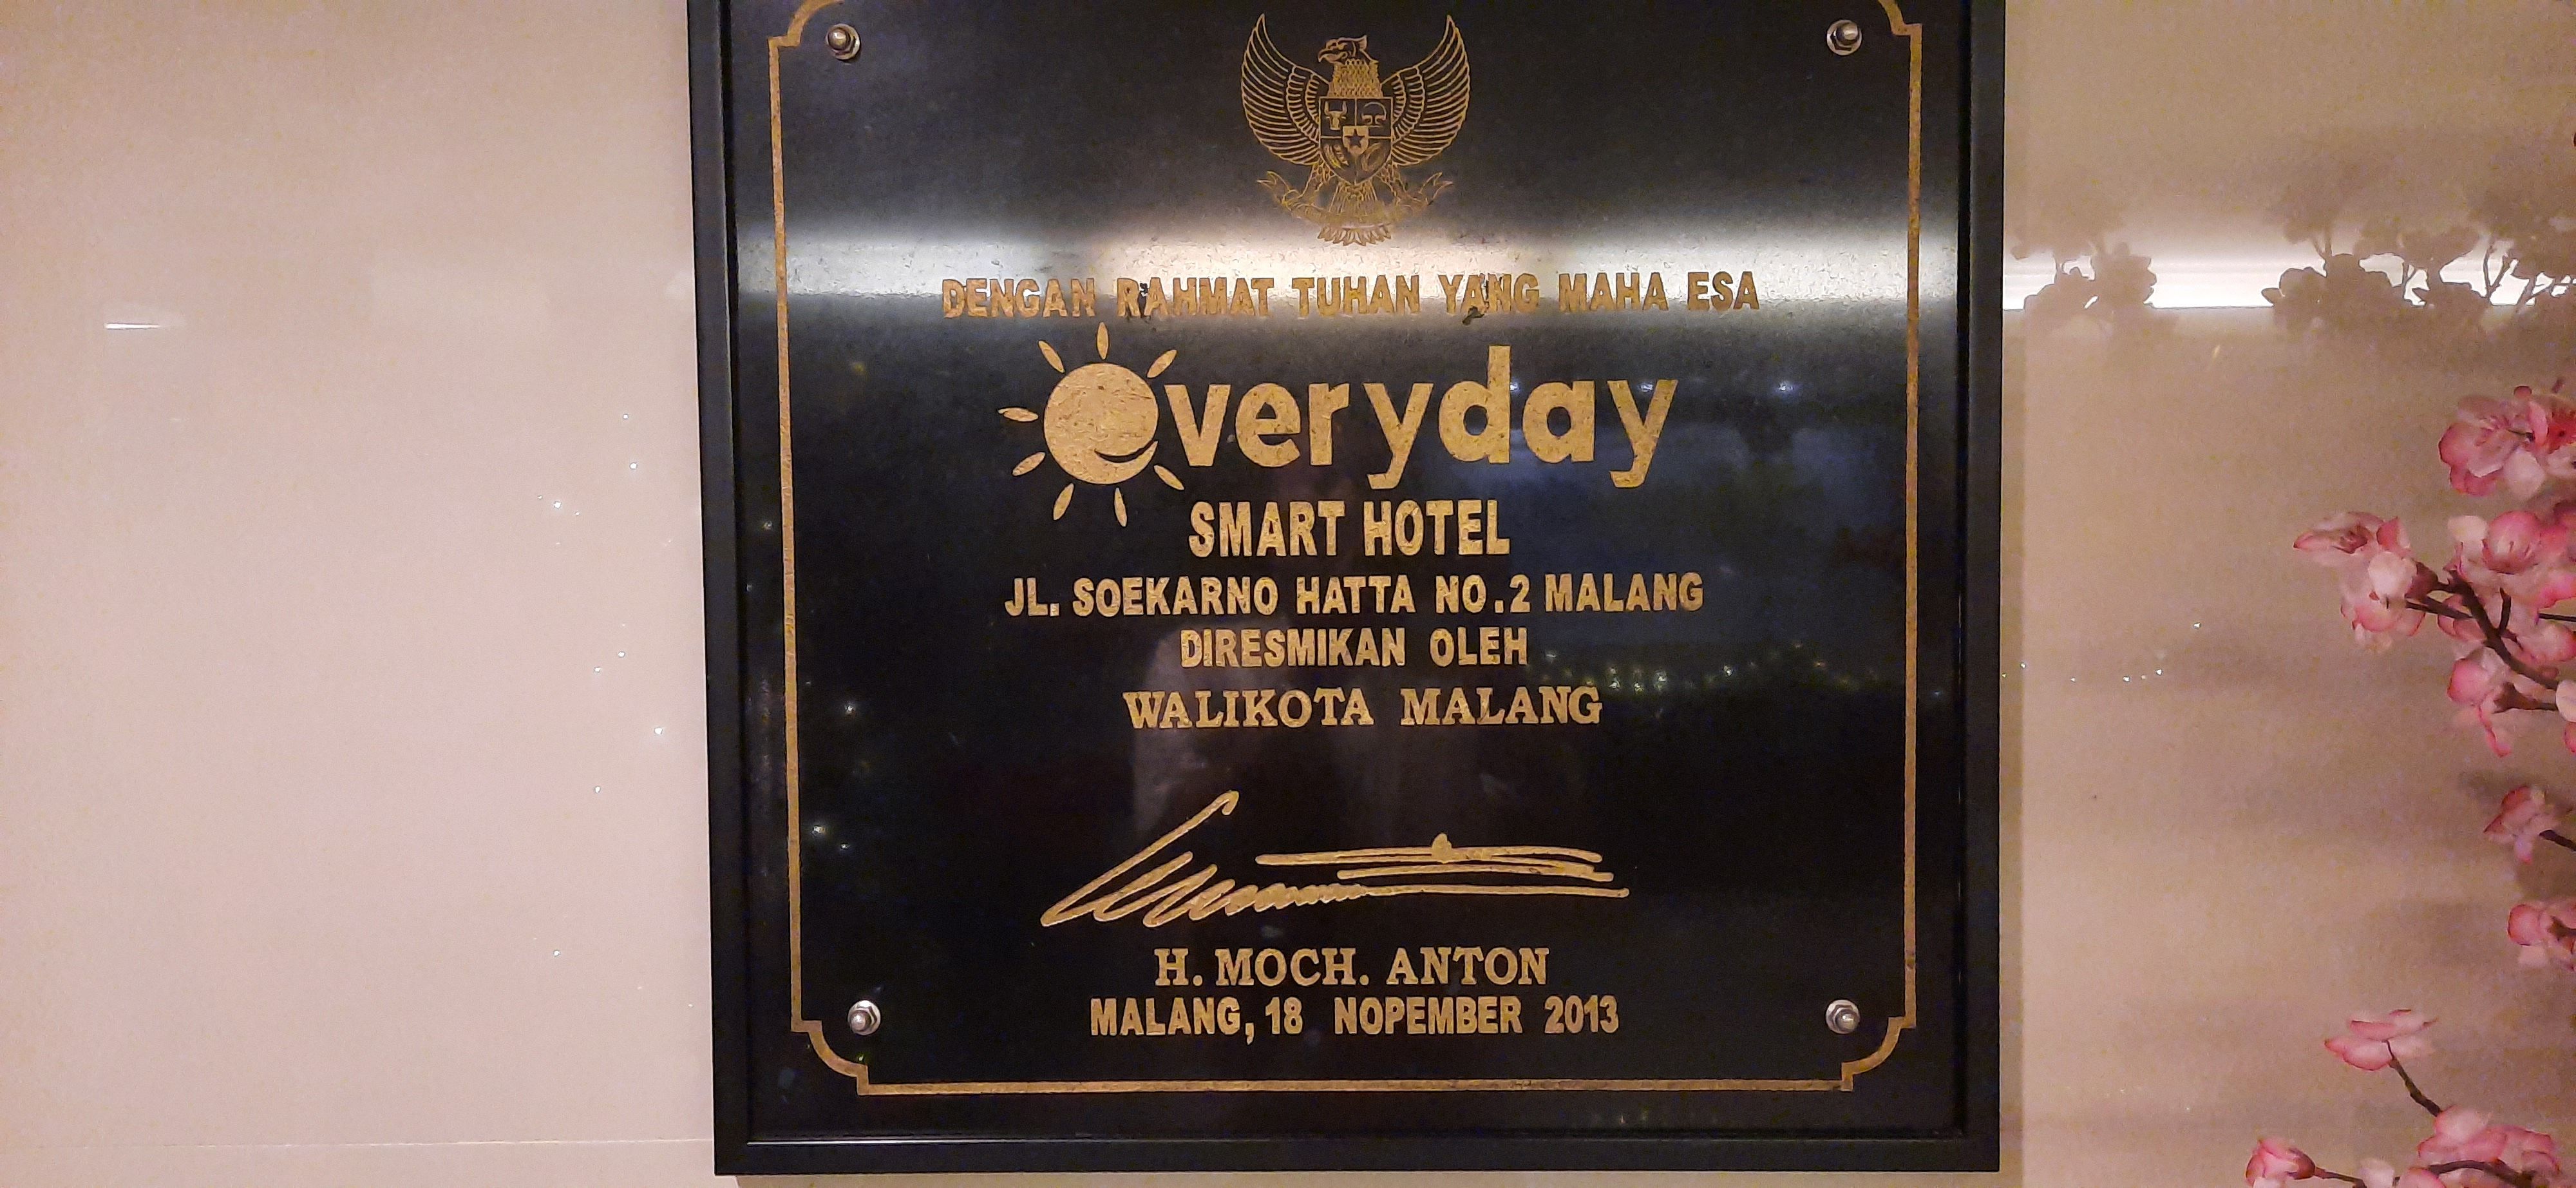 DENGAN RAHMAT TUHAN YANG MAHA ESA
everyday
SMART HOTEL
JL. SOEKARNO HATTA NO.2 MALANG
DIRESMIKAN OLEH
WALIKOTA MALANG
H. MOCH. ANTON
MALANG, 18 NOPEMBER 2013